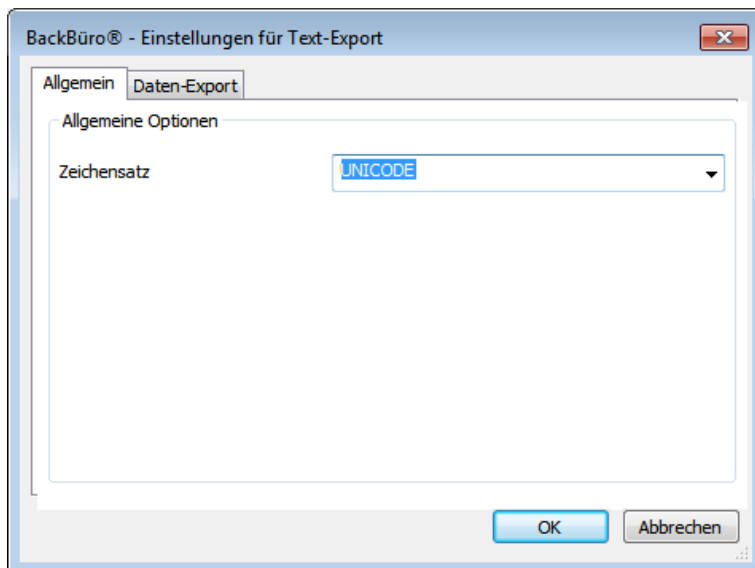 BackBüro® - Einstellungen für Text-Export
Allgemein Daten-Export
Allgemeine Optionen
Zeichensatz UNICODE
OK Abbrechen